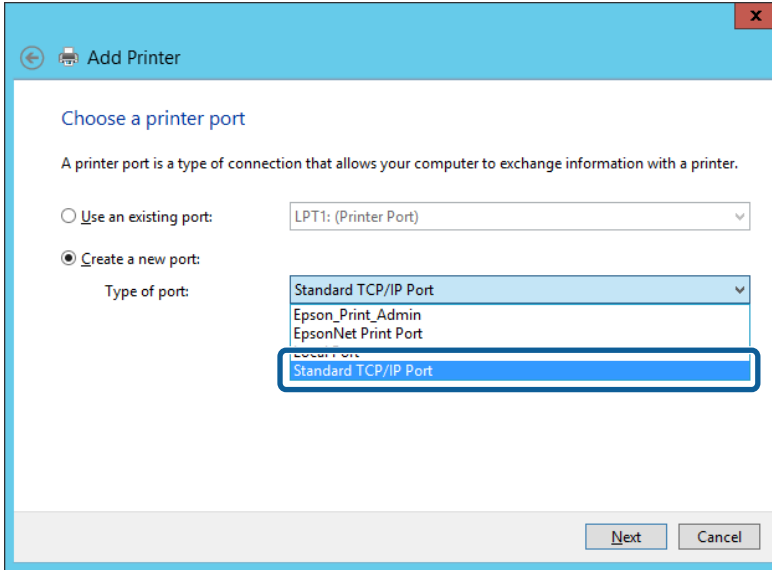 x
Add Printer
Choose a printer port
A printer port is a type of connection that allows your computer to exchange information with a printer.
Use an existing port: LPT1: (Printer Port)
Create a new port:
Type of port: Standard TCP/IP Port
Epson_Print_Admin
EpsonNet Print Port
Local Port
Standard TCP/IP Port
Next Cancel